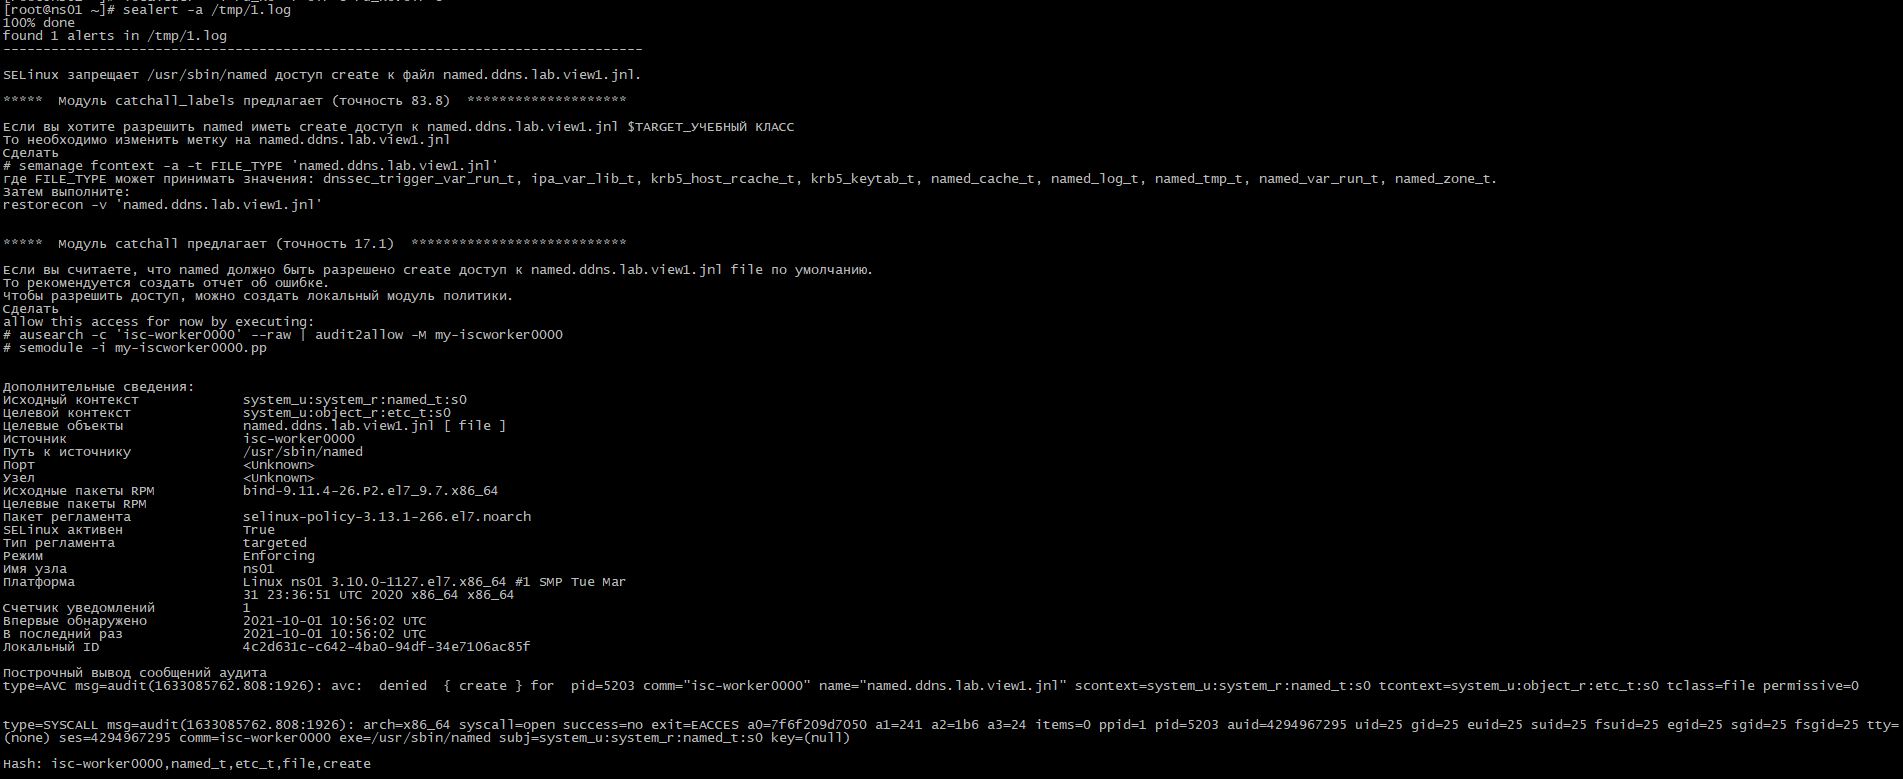 [root@ns01 ~]# sealert -a /tmp/1.log
100% done
found 1 alerts in /tmp/1.log
--------------------------------------------------------------------------------
SELinux запрещает /usr/sbin/named доступ create к файл named.ddns.lab.view1.jnl.
***** Модуль catchall_labels предлагает (точность 83.8) ********************
Если вы хотите разрешить named иметь create доступ к named.ddns.lab.view1.jnl $TARGET_УЧЕБНЫЙ КЛАСС
То необходимо изменить метку на named.ddns.lab.view1.jnl
Сделать
# semanage fcontext -a -t FILE_TYPE 'named.ddns.lab.view1.jnl'
где FILE_TYPE может принимать значения: dnssec_trigger_var_run_t, ipa_var_lib_t, krb5_host_rcache_t, krb5_keytab_t, named_cache_t, named_log_t, named_tmp_t, named_var_run_t, named_zone_t.
Затем выполните:
restorecon -v 'named.ddns.lab.view1.jnl'
***** Модуль catchall предлагает (точность 17.1) ***************************
Если вы считаете, что named должно быть разрешено create доступ к named.ddns.lab.view1.jnl file по умолчанию.
То рекомендуется создать отчет об ошибке.
Чтобы разрешить доступ, можно создать локальный модуль политики.
Сделать
allow this access for now by executing:
# ausearch -c 'isc-worker0000' --raw | audit2allow -M my-iscworker0000
# semodule -i my-iscworker0000.pp
Дополнительные сведения:
Исходный контекст system_u:system_r:named_t:s0
Целевой контекст system_u:object_r:etc_t:s0
Целевые объекты named.ddns.lab.view1.jnl [ file ]
Источник isc-worker0000
Путь к источнику /usr/sbin/named
Порт <Unknown>
Узел <Unknown>
Исходные пакеты RPM bind-9.11.4-26.P2.el7_9.7.x86_64
Целевые пакеты RPM
Пакет регламента selinux-policy-3.13.1-266.el7.noarch
SELinux активен True
Тип регламента targeted
Режим Enforcing
Имя узла ns01
Платформа Linux ns01 3.10.0-1127.el7.x86_64 #1 SMP Tue Mar
31 23:36:51 UTC 2020 x86_64 x86_64
Счетчик уведомлений 1
Впервые обнаружено 2021-10-01 10:56:02 UTC
В последний раз 2021-10-01 10:56:02 UTC
Локальный ID 4c2d631c-c642-4ba0-94df-34e7106ac85f
Построчный вывод сообщений аудита
type=AVC msg=audit(1633085762.808:1926): avc: denied { create } for pid=5203 comm="isc-worker0000" name="named.ddns.lab.view1.jnl" scontext=system_u:system_r:named_t:s0 tcontext=system_u:object_r:etc_t:s0 tclass=file permissive=0
type=SYSCALL msg=audit(1633085762.808:1926): arch=x86_64 syscall=open success=no exit=EACCES a0=7f6f209d7050 a1=241 a2=1b6 a3=24 items=0 ppid=1 pid=5203 auid=4294967295 uid=25 gid=25 euid=25 suid=25 fsuid=25 egid=25 sgid=25 fsgid=25 tty=
(none) ses=4294967295 comm=isc-worker0000 exe=/usr/sbin/named subj=system_u:system_r:named_t:s0 key=(null)
Hash: isc-worker0000,named_t,etc_t,file,create